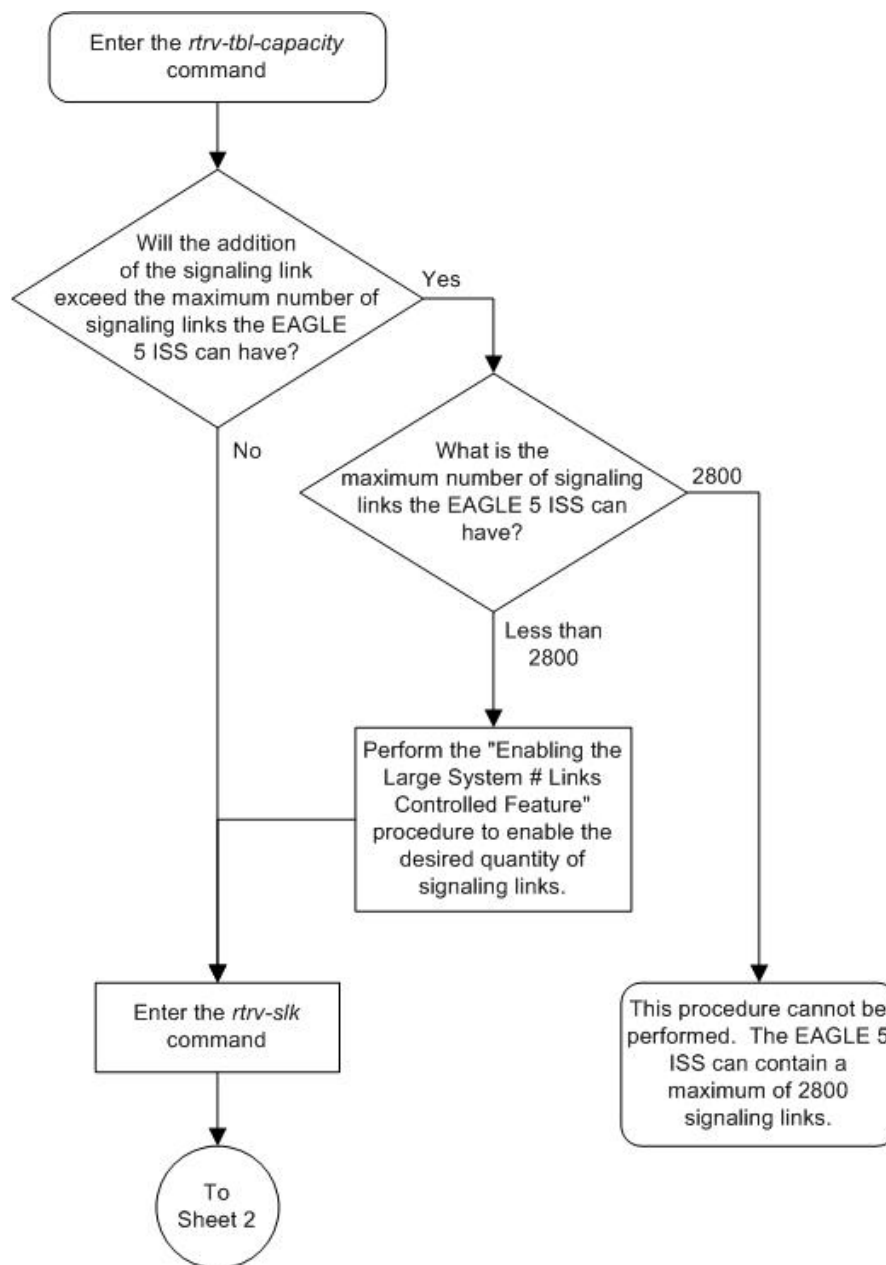 Enter the rtrv-tbl-capacity
command
Will the addition
of the signaling link
exceed the maximum number of
signaling links the EAGLE
5 ISS can have?
Yes
No
What is the
maximum number of signaling
links the EAGLE 5 ISS can
have?
2800
Less than
2800
Perform the "Enabling the
Large System # Links
Controlled Feature"
procedure to enable the
desired quantity of
signaling links.
Enter the rtrv-slk
command
This procedure cannot be
performed. The EAGLE 5
ISS can contain a
maximum of 2800
signaling links.
To
Sheet 2